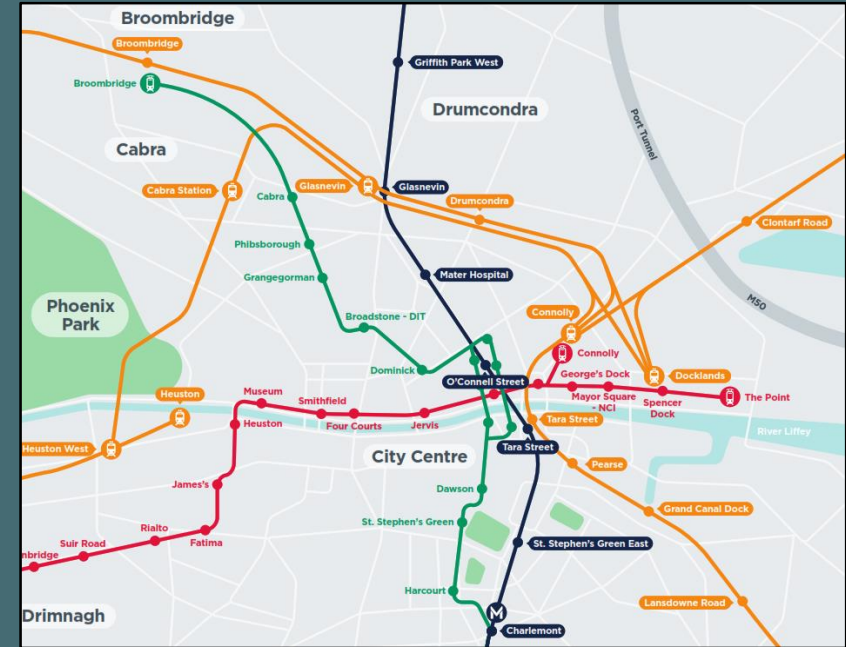 Broombridge
Broombridge
Broombridge
Griffith Park West
Drumcondra
Port Tunnel
Cabra
Cabra Station
Glasnevin
Glasnevin
Cabra
Drumcondra
Clontarf Road
Philbsborough
Grangegorman
Mater Hospital
M50
Phoenix
Park
Broadstone - DIT
Connolly
Connolly
Dominick
O'Connell Street
George's Dock
Docklands
Heuston
Museum
Smithfield
Mayor Square
- NCI
Spencer
Dock
The Point
Heuston
Four Courts
Jervis
Tara Street
River Liffey
Heuston West
City Centre
Tara Street
Pearse
James's
Dawson
Grand Canal Dock
St. Stephen's Green
Rialto
Suir Road
Fatima
St. Stephen's Green East
nbridge
Harcourt
Lansdowne Road
Drimnagh
M
Charlemont